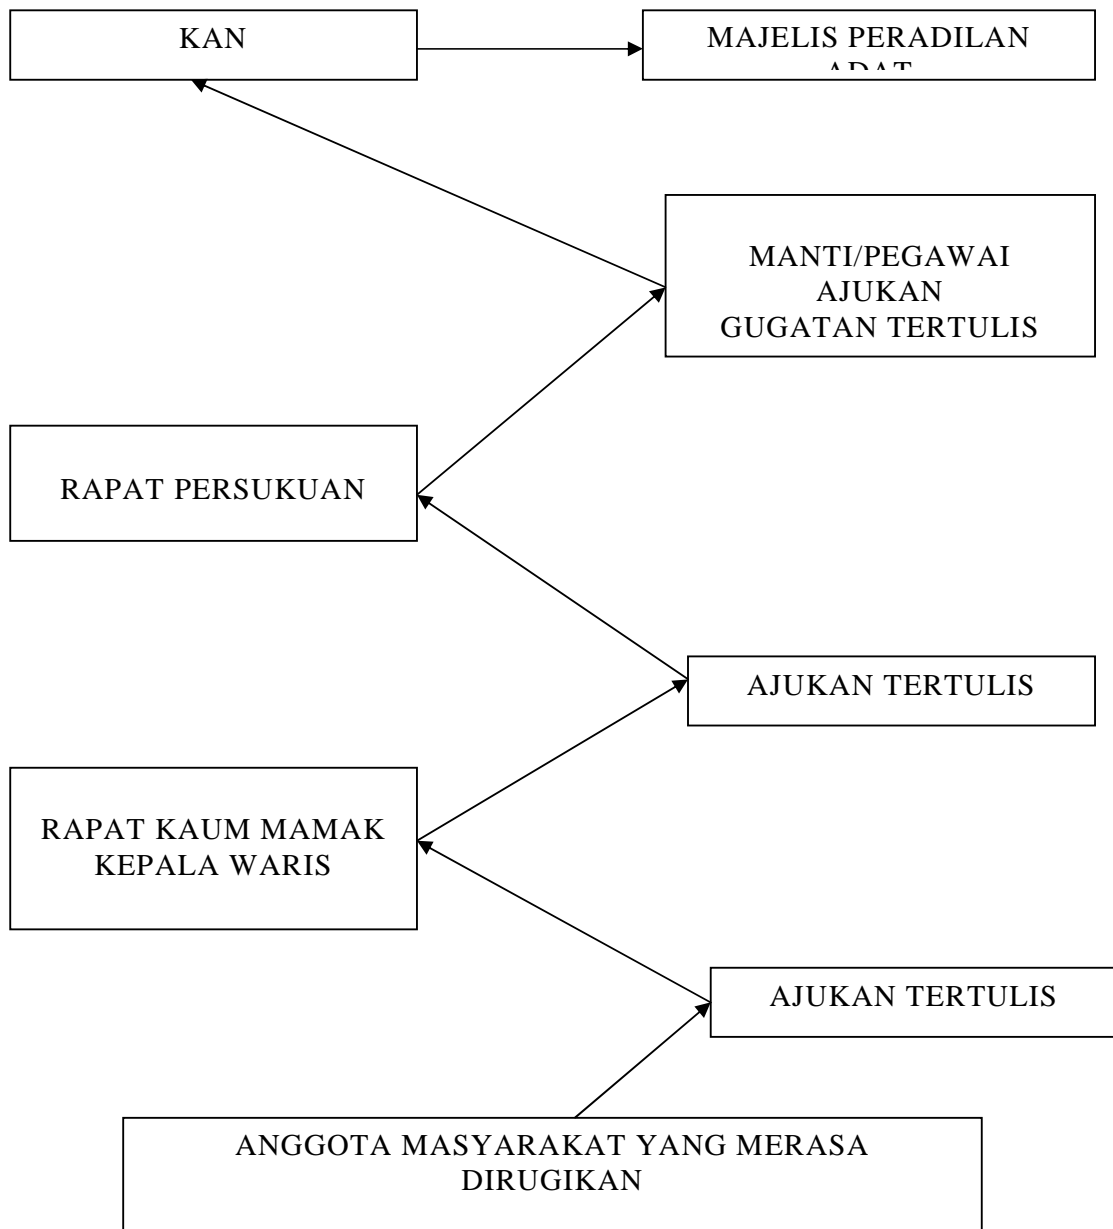 KAN
MAJELIS PERADILAN
ADAT
MANTI/PEGAWAI
AJUKAN
GUGATAN TERTULIS
RAPAT PERSUKUAN
AJUKAN TERTULIS
RAPAT KAUM MAMAK
KEPALA WARIS
AJUKAN TERTULIS
ANGGOTA MASYARAKAT YANG MERASA
DIRUGIKAN